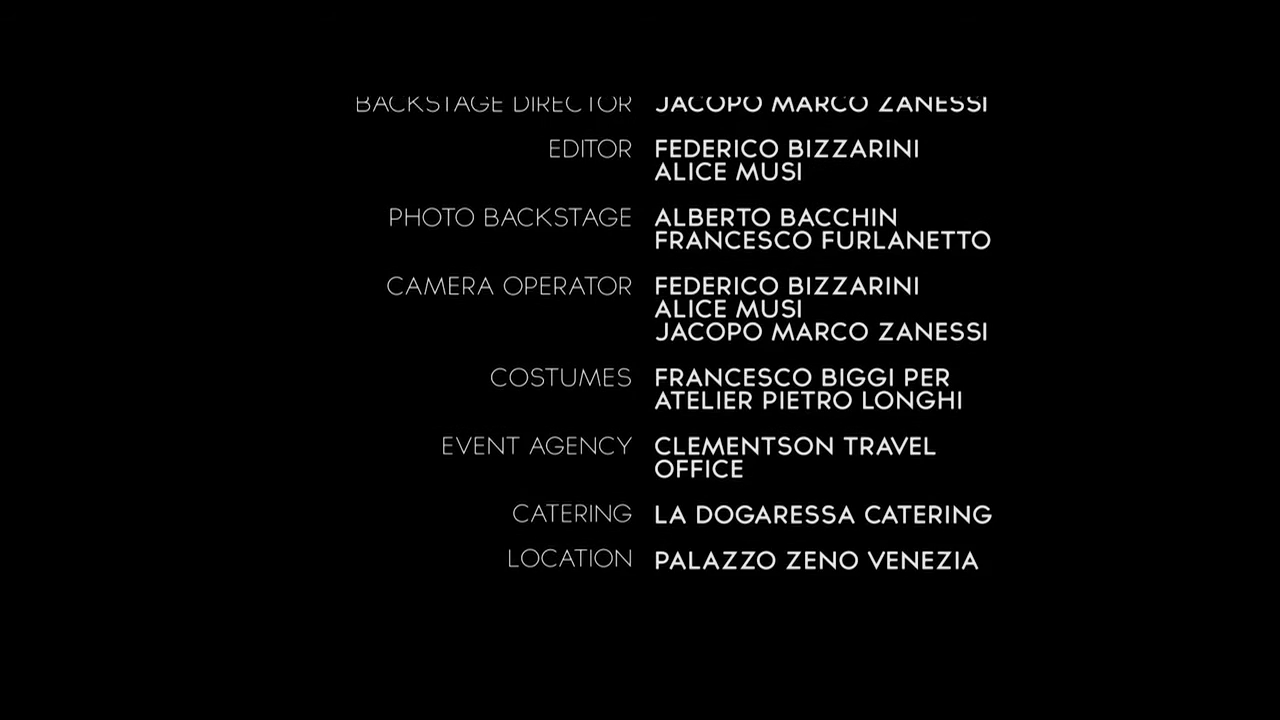 BACKSTAGE DIRECTOR JACOPO MARCO ZANESSI
EDITOR FEDERICO BIZZARINI
ALICE MUSI
PHOTO BACKSTAGE ALBERTO BACCHIN
FRANCESCO FURLANETTO
CAMERA OPERATOR FEDERICO BIZZARINI
ALICE MUSI
JACOPO MARCO ZANESSI
COSTUMES FRANCESCO BIGGI PER
ATELIER PIETRO LONGHI
EVENT AGENCY CLEMENTSON TRAVEL
OFFICE
CATERING LA DOGARESSA CATERING
LOCATION PALAZZO ZENO VENEZIA